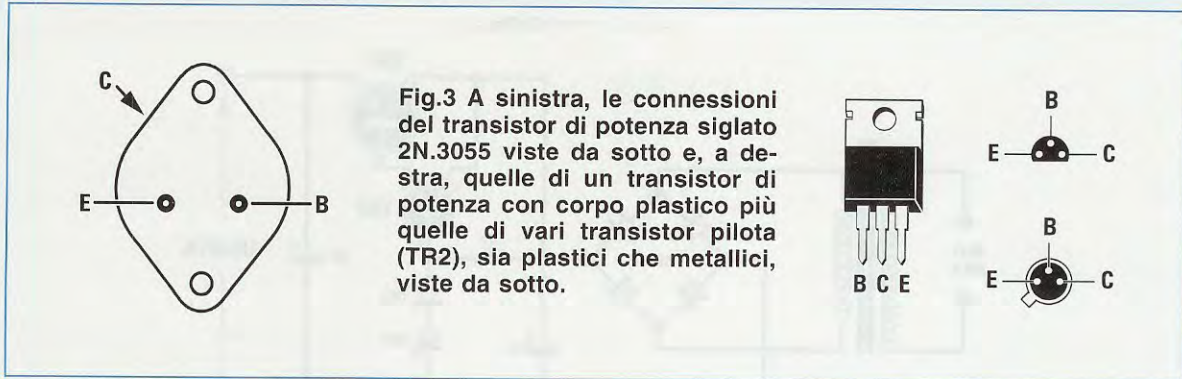 C
E
B
Fig.3 A sinistra, le connessioni
del transistor di potenza siglato
2N.3055 viste da sotto e, a de-
stra, quelle di un transistor di
potenza con corpo plastico più
quelle di vari transistor pilota
(TR2), sia plastici che metallici,
viste da sotto.
B C E
B
E C
B
E C